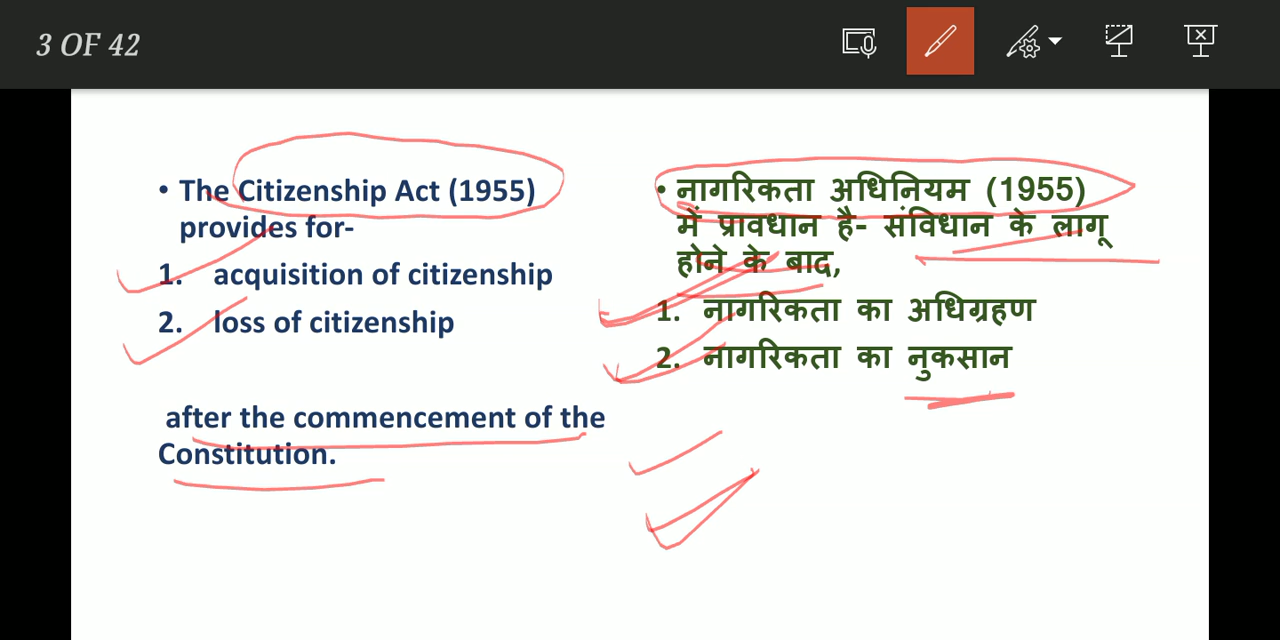 3 OF 42
• The Citizenship Act (1955)
provides for-
1. acquisition of citizenship
2. loss of citizenship
after the commencement of the
Constitution.
• नागरिकता अधिनियम (1955)
में प्रावधान है- संविधान के लागू
होने के बाद,
1. नागरिकता का अधिग्रहण
2. नागरिकता का नुकसान